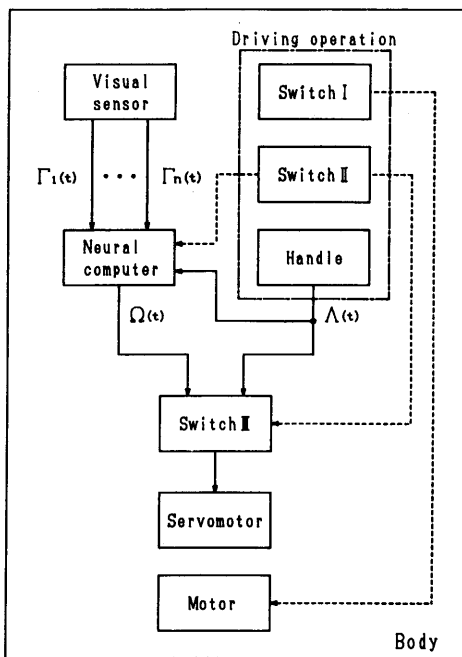 Driving operation
Visual
sensor
Switch Ⅰ
Γ₁(t) ･･･ Γₙ(t)
Switch Ⅱ
Neural
computer
Handle
Ω(t)
Λ(t)
Switch Ⅲ
Servomotor
Motor
Body